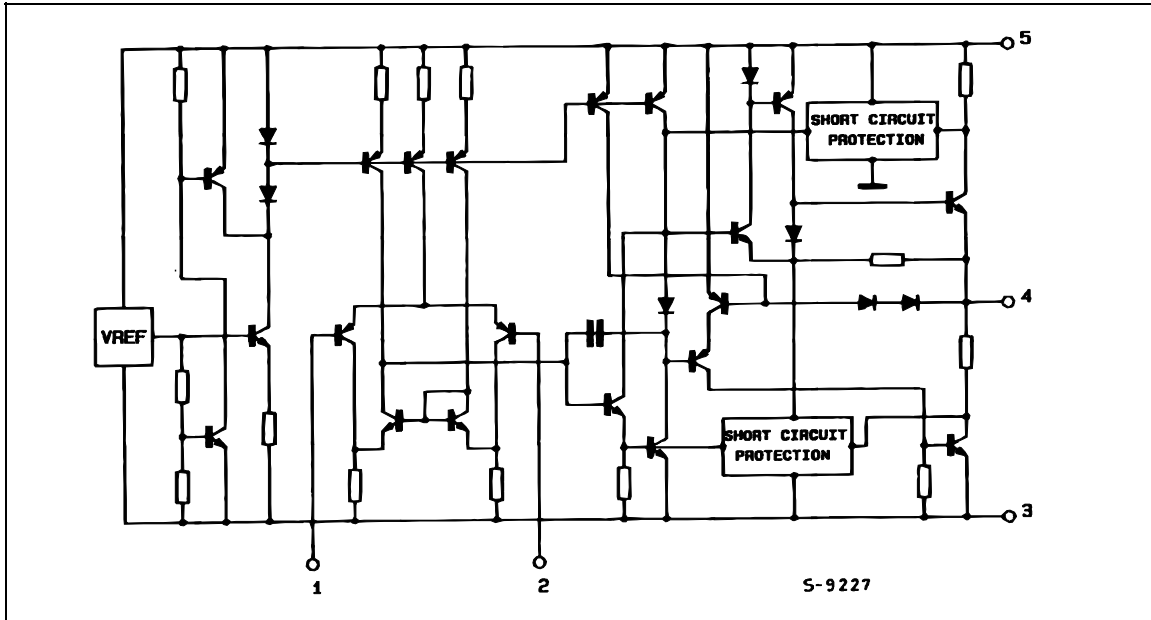 5
SHORT CIRCUIT
PROTECTION
4
VREF
SHORT CIRCUIT
PROTECTION
3
1
2
S-9227